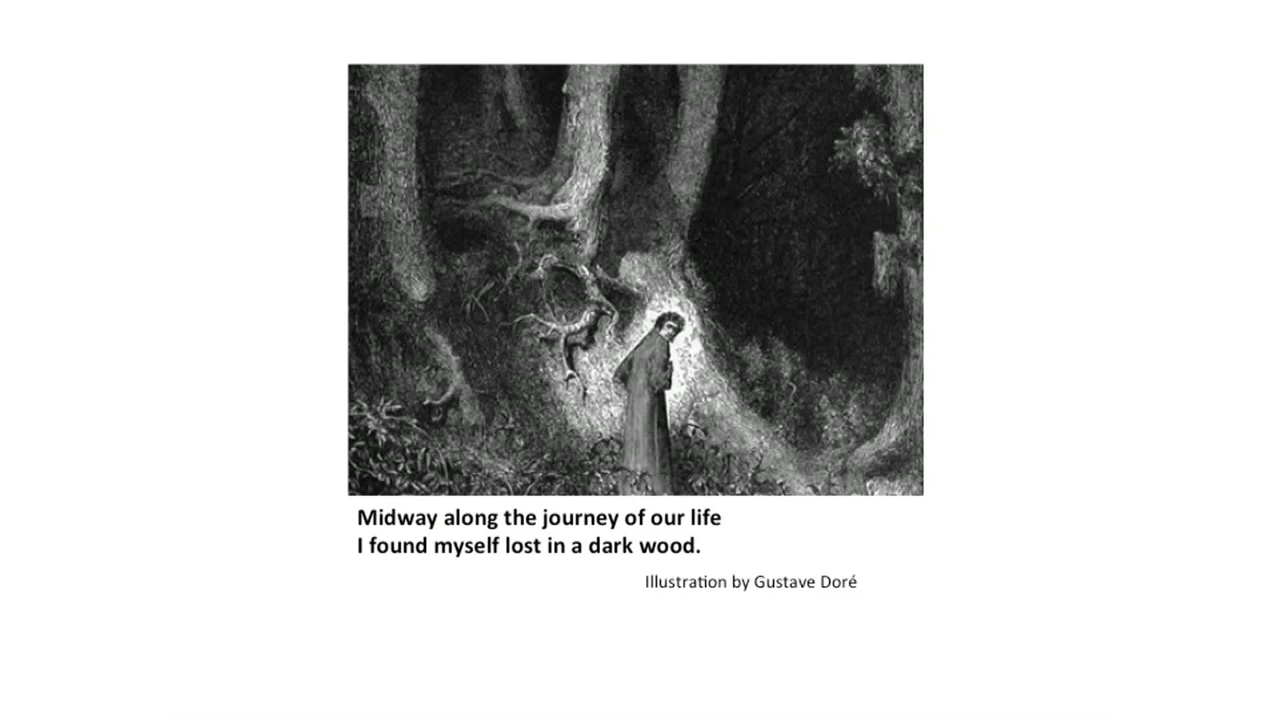 Midway along the journey of our life
I found myself lost in a dark wood.
Illustration by Gustave Doré